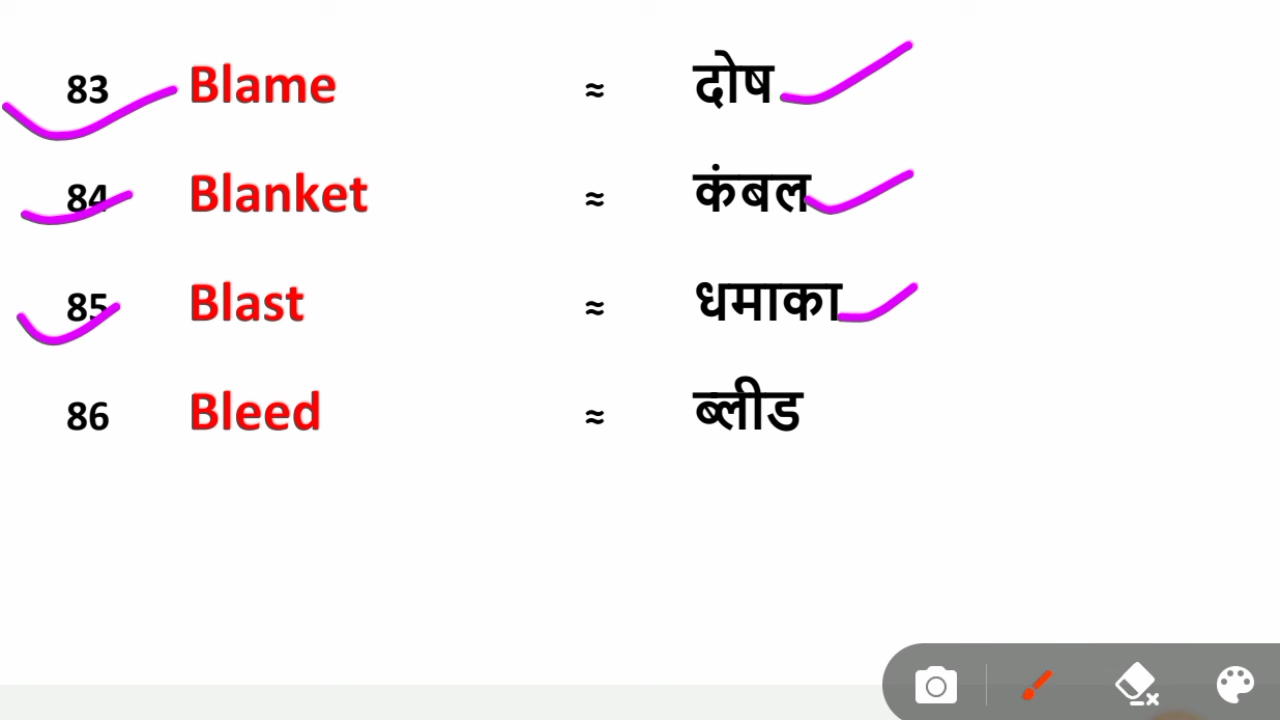 83 Blame ≈ दोष
84 Blanket ≈ कंबल
85 Blast ≈ धमाका
86 Bleed ≈ ब्लीड